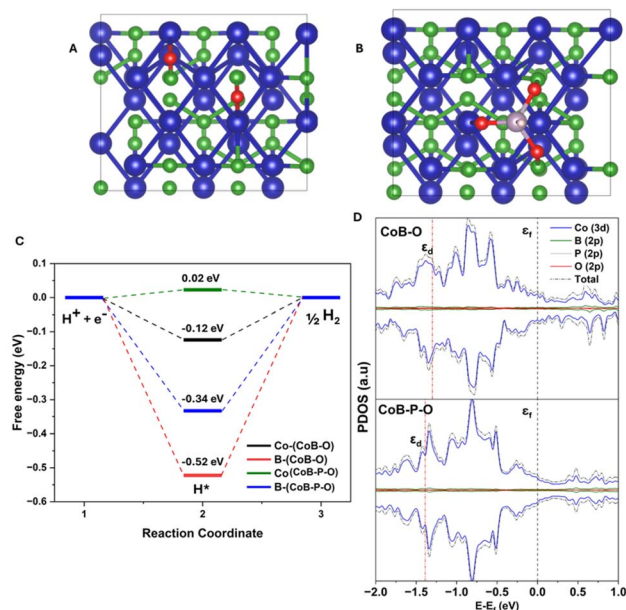 A
B
C
Free energy (eV)
0.1
0.0
-0.1
-0.2
-0.3
-0.4
-0.5
-0.6
0.02 eV
-0.12 eV
-0.34 eV
-0.52 eV
H⁺ + e⁻
½ H₂
H*
Co-(CoB-O)
B-(CoB-O)
Co(CoB-P-O)
B-(CoB-P-O)
1
2
3
Reaction Coordinate
D
PDOS (a.u)
CoB-O
εd
εf
Co (3d)
B (2p)
P (2p)
O (2p)
Total
CoB-P-O
εd
εf
-2.0
-1.5
-1.0
-0.5
0.0
0.5
1.0
E-Ef (eV)